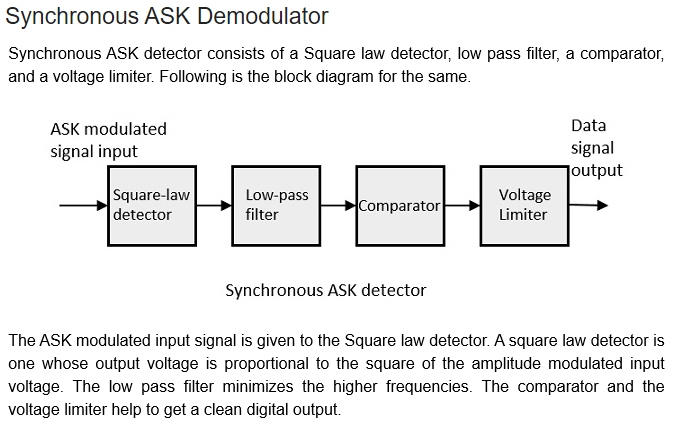 Synchronous ASK Demodulator
Synchronous ASK detector consists of a Square law detector, low pass filter, a comparator,
and a voltage limiter. Following is the block diagram for the same.
ASK modulated
signal input
Data
signal
output
Square-law
detector
Low-pass
filter
Comparator
Voltage
Limiter
Synchronous ASK detector
The ASK modulated input signal is given to the Square law detector. A square law detector is
one whose output voltage is proportional to the square of the amplitude modulated input
voltage. The low pass filter minimizes the higher frequencies. The comparator and the
voltage limiter help to get a clean digital output.